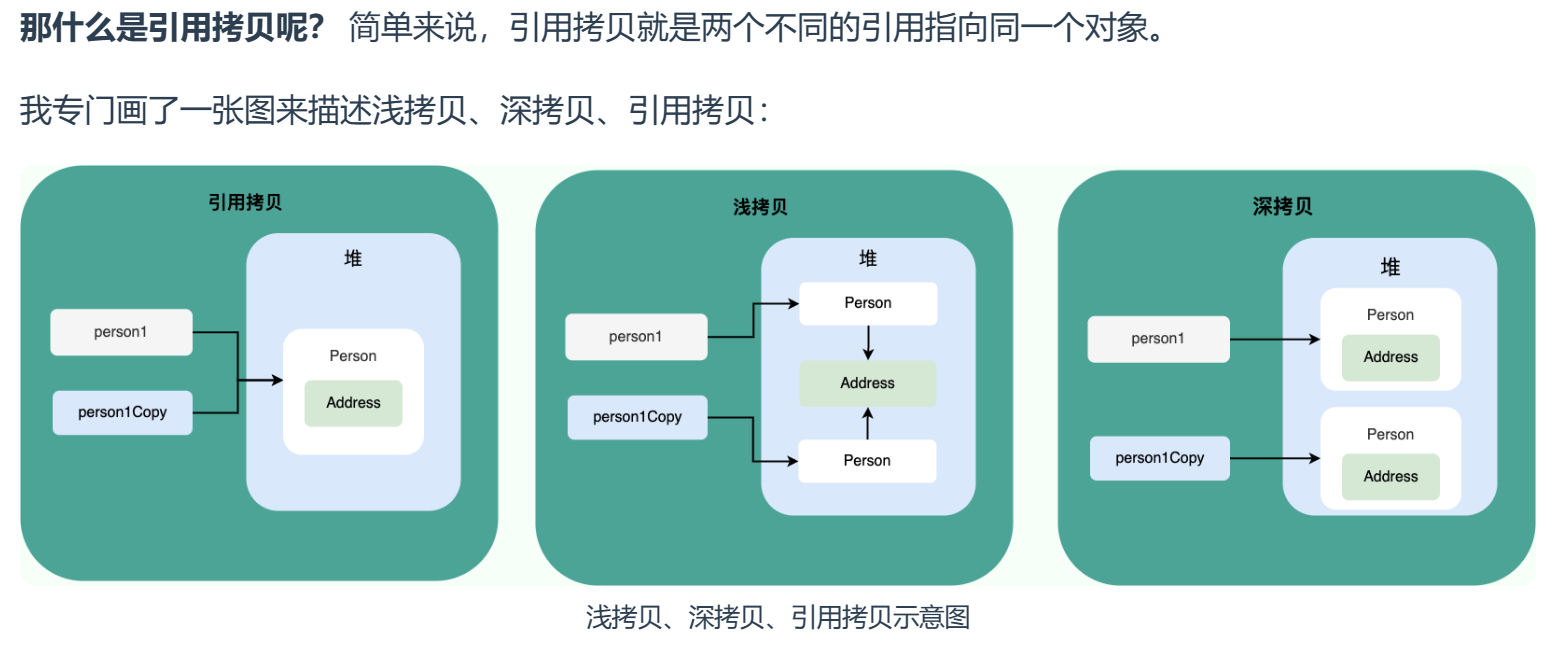 那什么是引用拷贝呢？ 简单来说，引用拷贝就是两个不同的引用指向同一个对象。
我专门画了一张图来描述浅拷贝、深拷贝、引用拷贝：
引用拷贝
堆
person1
person1Copy
Person
Address
浅拷贝
堆
person1
person1Copy
Person
Address
Person
深拷贝
堆
person1
person1Copy
Person
Address
Person
Address
浅拷贝、深拷贝、引用拷贝示意图